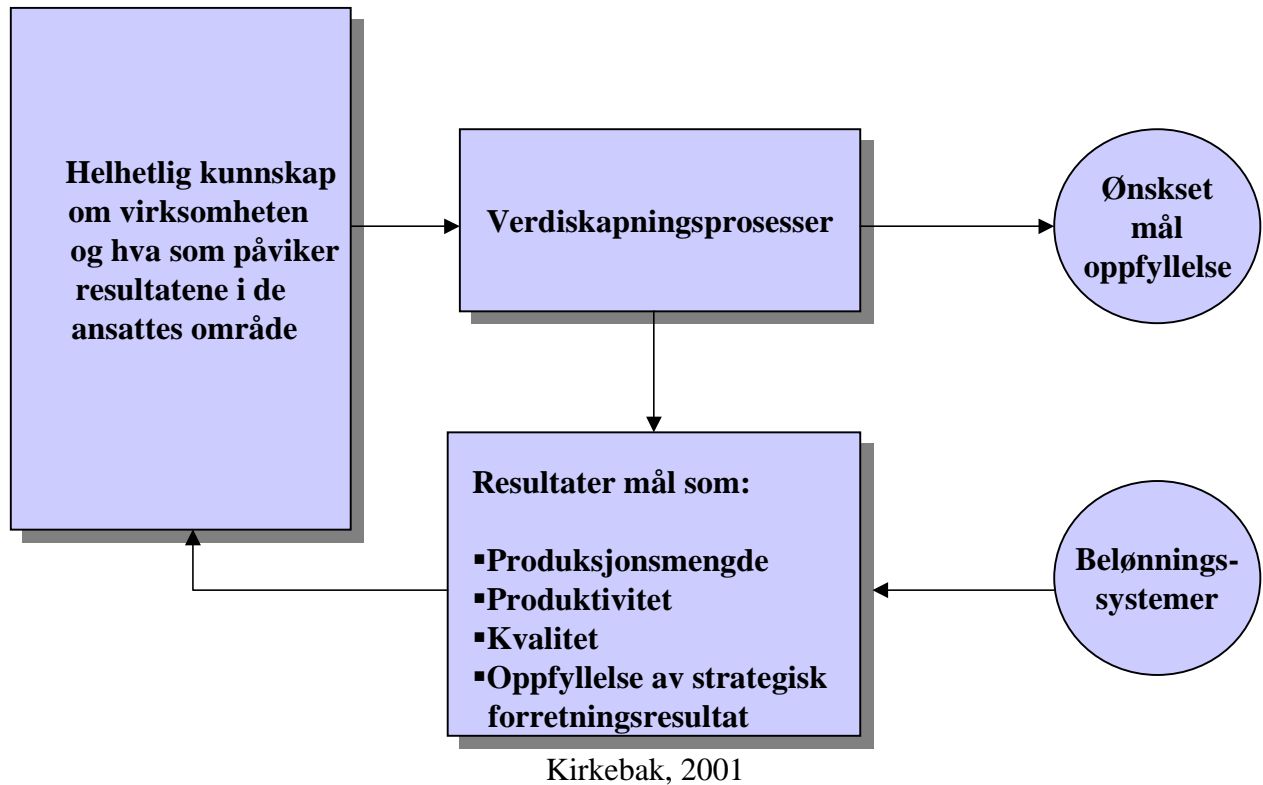 Helhetlig kunnskap
om virksomheten
og hva som påviker
resultatene i de
ansattes område
Verdiskapningsprosesser
Ønskset
mål
oppfyllelse
Resultater mål som:
▪Produksjonsmengde
▪Produktivitet
▪Kvalitet
▪Oppfyllelse av strategisk
forretningsresultat
Belønnings-
systemer
Kirkebak, 2001